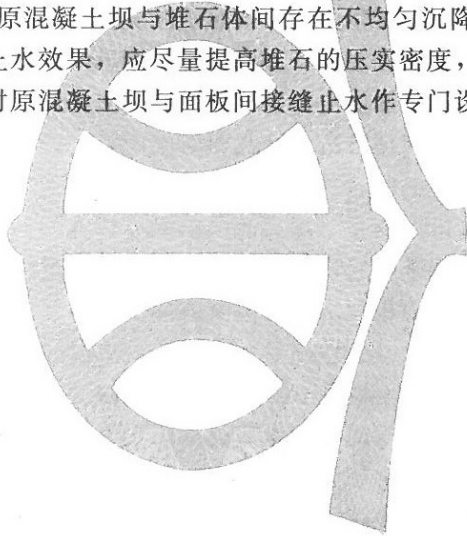 原混凝土坝与堆石体间存在不均匀沉降
止水效果，应尽量提高堆石的压实密度，
对原混凝土坝与面板间接缝止水作专门设